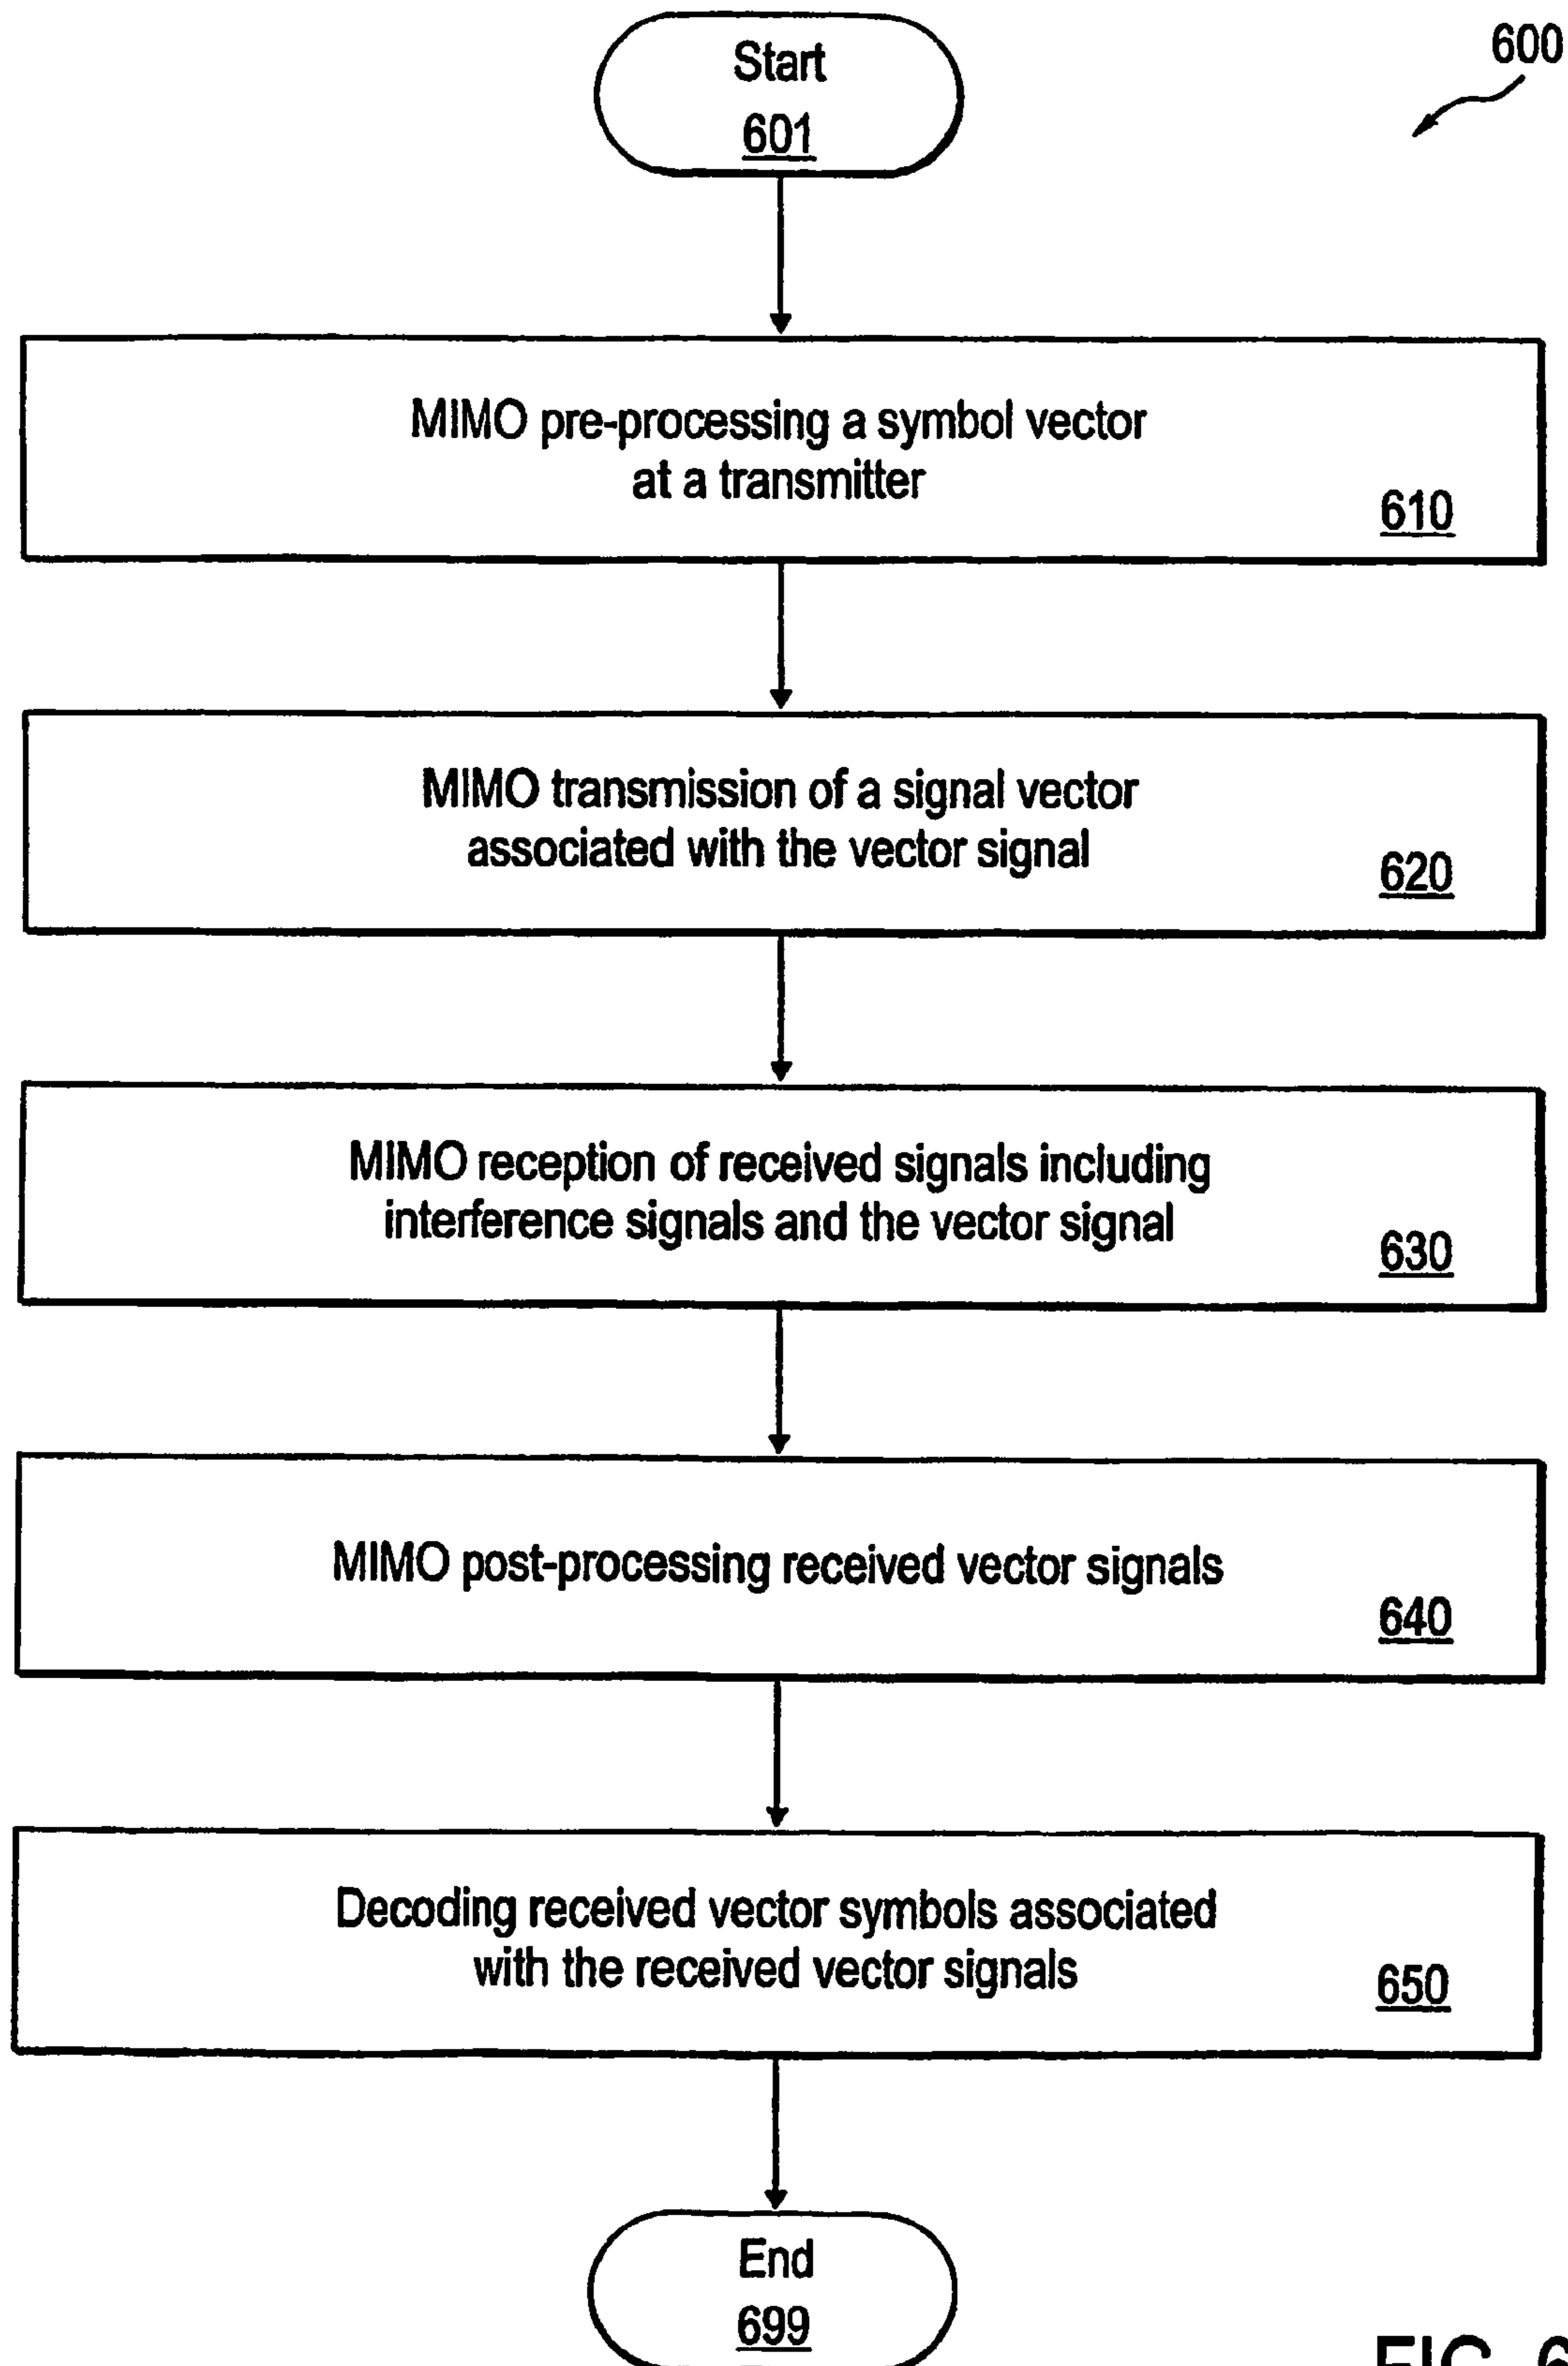 600
Start
601
MIMO pre-processing a symbol vector
at a transmitter
610
MIMO transmission of a signal vector
associated with the vector signal
620
MIMO reception of received signals including
interference signals and the vector signal
630
MIMO post-processing received vector signals
640
Decoding received vector symbols associated
with the received vector signals
650
End
699
FIG. 6